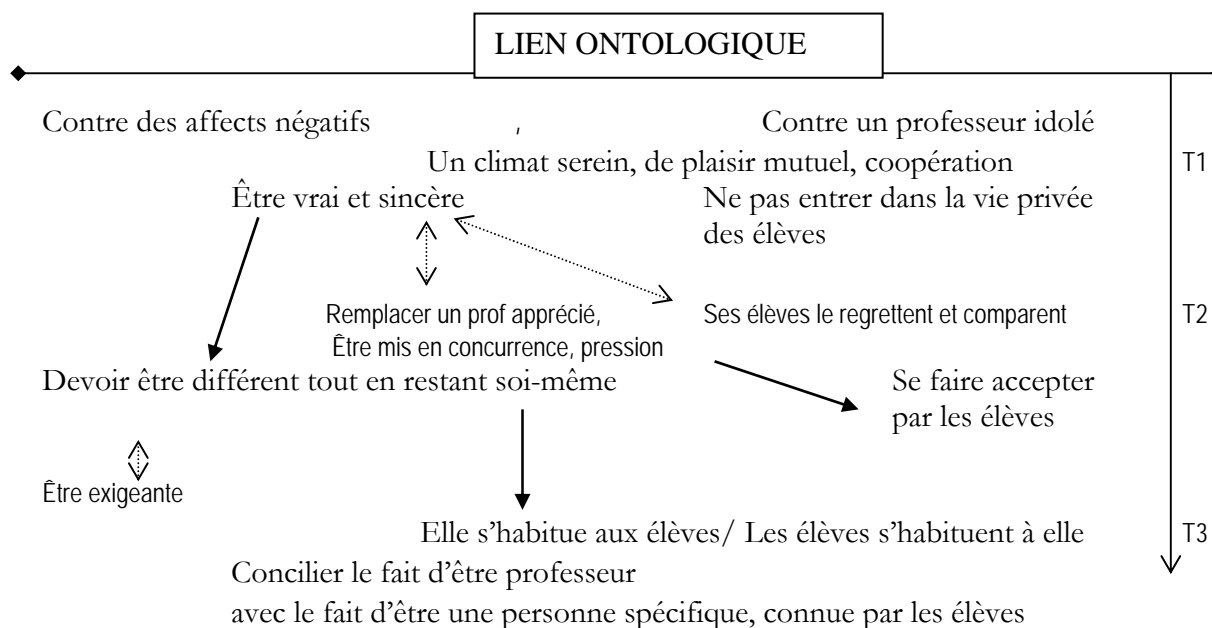 LIEN ONTOLOGIQUE
Contre des affects négatifs
,
Contre un professeur idolé
Un climat serein, de plaisir mutuel, coopération
T1
Être vrai et sincère
Ne pas entrer dans la vie privée
des élèves
Remplacer un prof apprécié,
Être mis en concurrence, pression
Ses élèves le regrettent et comparent
T2
Devoir être différent tout en restant soi-même
Se faire accepter
par les élèves
Être exigeante
Elle s’habitue aux élèves/ Les élèves s’habituent à elle
T3
Concilier le fait d’être professeur
avec le fait d’être une personne spécifique, connue par les élèves